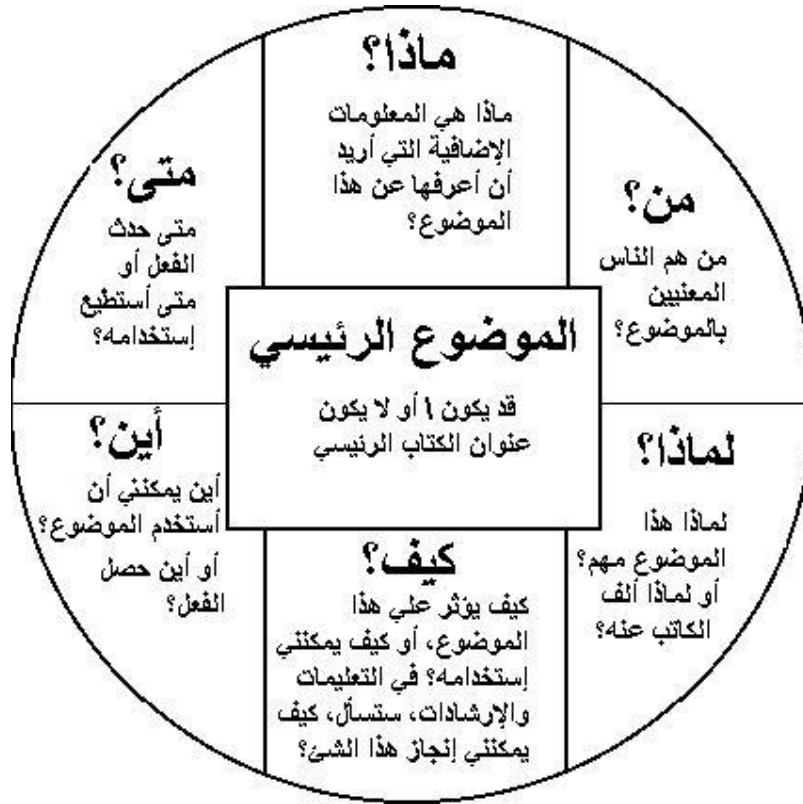 ماذا؟
ماذا هي المعلومات
الإضافية التي أريد
أن أعرفها عن هذا
الموضوع؟
من؟
من هم الناس
المعنيين
بالموضوع؟
متى؟
متى حدث
الفعل أو
متى أستطيع
إستخدامه؟
الموضوع الرئيسي
قد يكون \ أو لا يكون
عنوان الكتاب الرئيسي
لماذا؟
لماذا هذا
الموضوع مهم؟
أو لماذا ألف
الكاتب عنه؟
كيف؟
كيف يؤثر علي هذا
الموضوع، أو كيف يمكنني
إستخدامه؟ في التعليمات
والإرشادات، ستسأل، كيف
يمكنني إنجاز هذا الشئ؟
أين؟
أين يمكنني أن
أستخدم الموضوع؟
أو أين حصل
الفعل؟